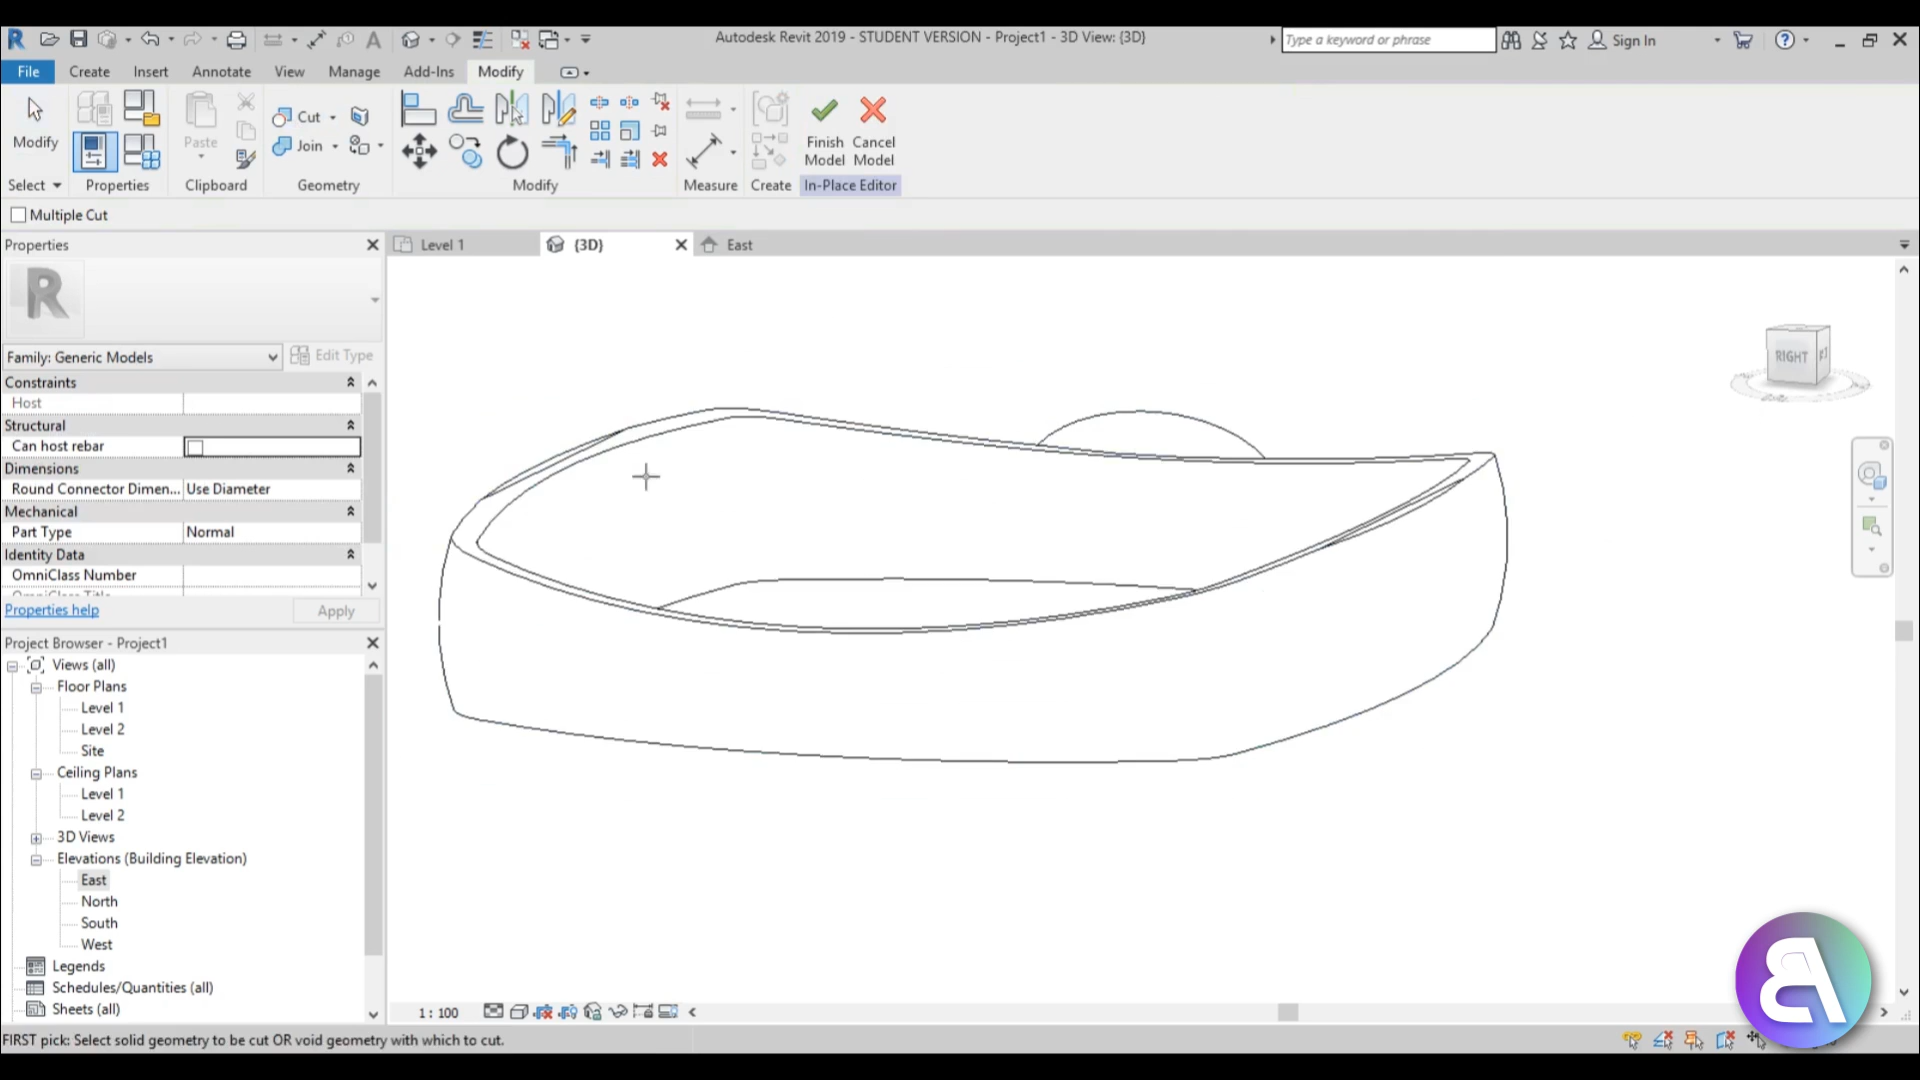 Autodesk Revit 2019 - STUDENT VERSION - Project1 - 3D View: {3D}
Type a keyword or phrase
Sign In
File
Create
Insert
Annotate
View
Manage
Add-Ins
Modify
Modify
Paste
Cut
Join
Finish Model
Cancel Model
Select
Properties
Clipboard
Geometry
Modify
Measure
Create
In-Place Editor
Multiple Cut
Properties
Level 1
{3D}
East
RIGHT
Family: Generic Models
Edit Type
Constraints
Host
Structural
Can host rebar
Dimensions
Round Connector Dimen... Use Diameter
Mechanical
Part Type Normal
Identity Data
OmniClass Number
OmniClass Title
Properties help
Apply
Project Browser - Project1
Views (all)
Floor Plans
Level 1
Level 2
Site
Ceiling Plans
Level 1
Level 2
3D Views
Elevations (Building Elevation)
East
North
South
West
Legends
Schedules/Quantities (all)
Sheets (all)
1 : 100
FIRST pick: Select solid geometry to be cut OR void geometry with which to cut.